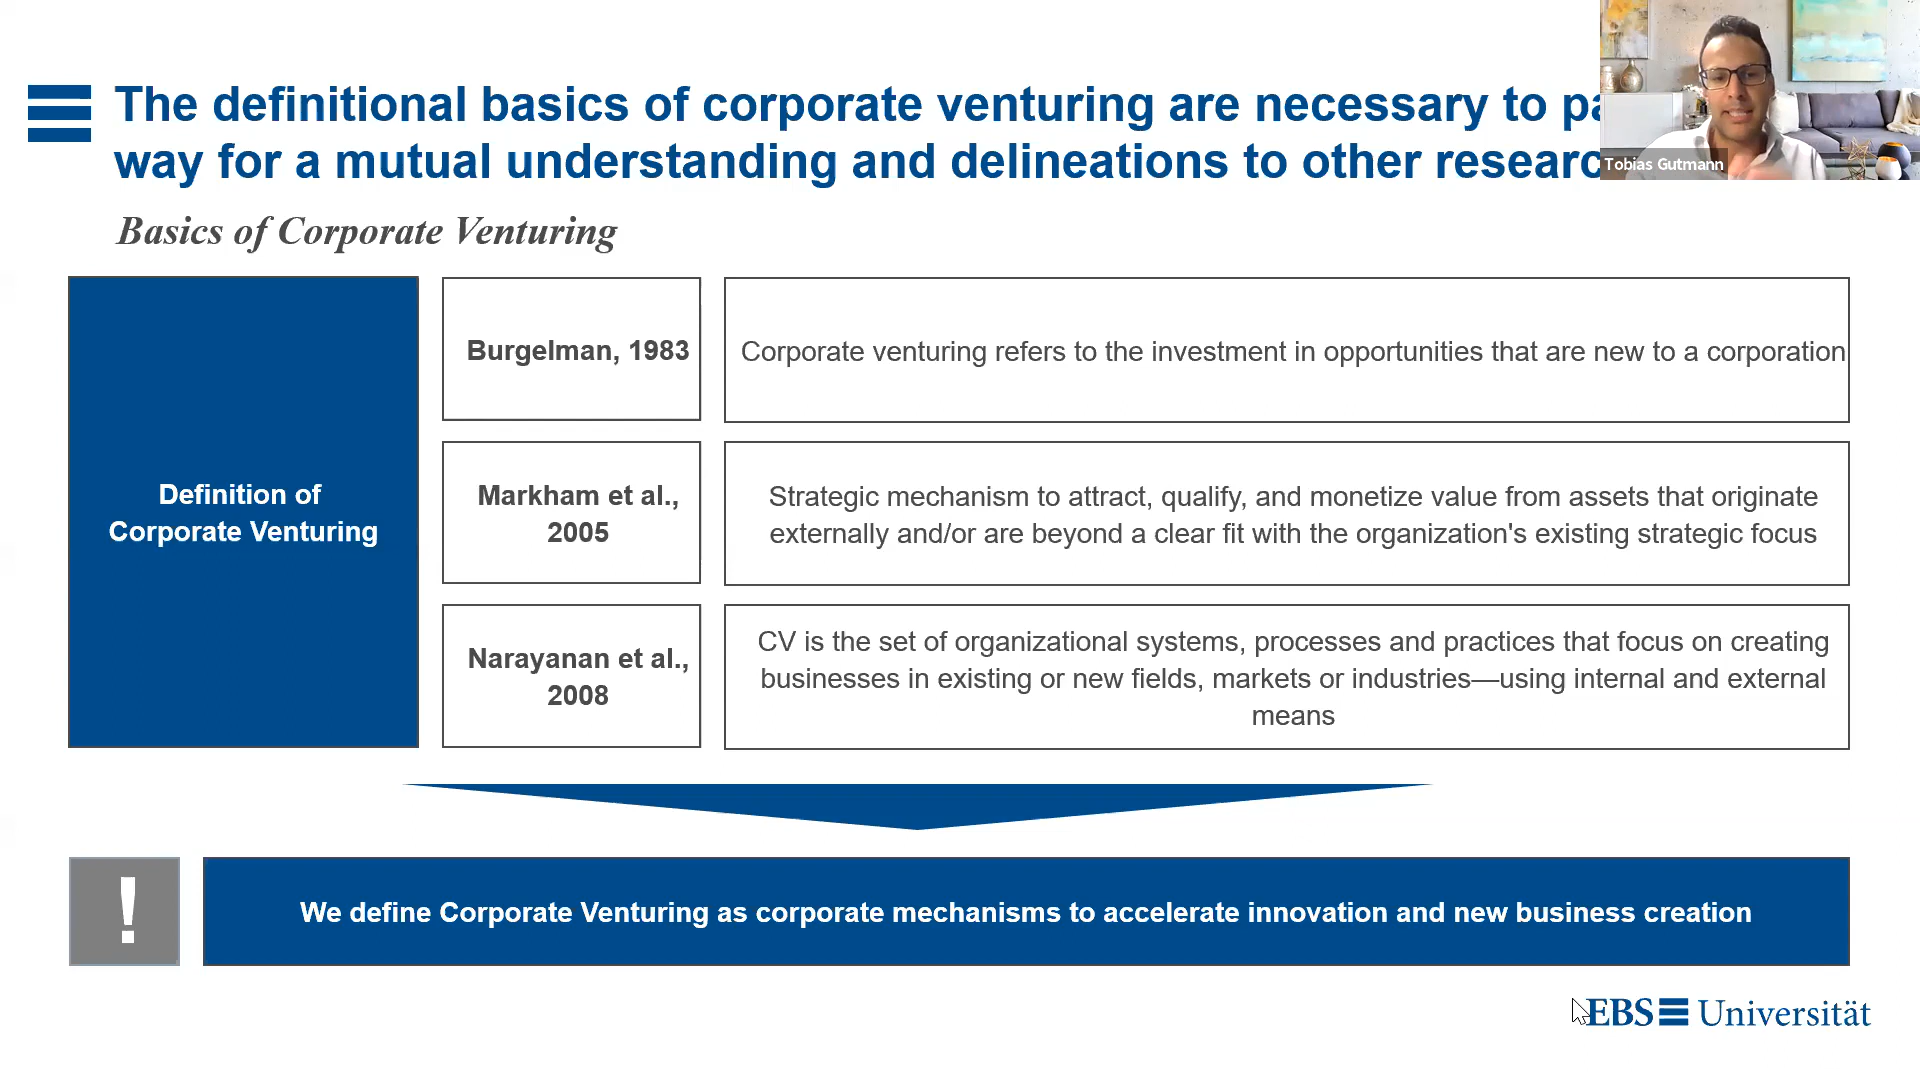 The definitional basics of corporate venturing are necessary to
way for a mutual understanding and delineations to other
Tobias Gutmann
Basics of Corporate Venturing
Definition of
Corporate Venturing
Burgelman, 1983
Corporate venturing refers to the investment in opportunities that are new to a corporation
Markham et al.,
2005
Strategic mechanism to attract, qualify, and monetize value from assets that originate
externally and/or are beyond a clear fit with the organization's existing strategic focus
Narayanan et al.,
2008
CV is the set of organizational systems, processes and practices that focus on creating
businesses in existing or new fields, markets or industries—using internal and external
means
!
We define Corporate Venturing as corporate mechanisms to accelerate innovation and new business creation
EBS Universität